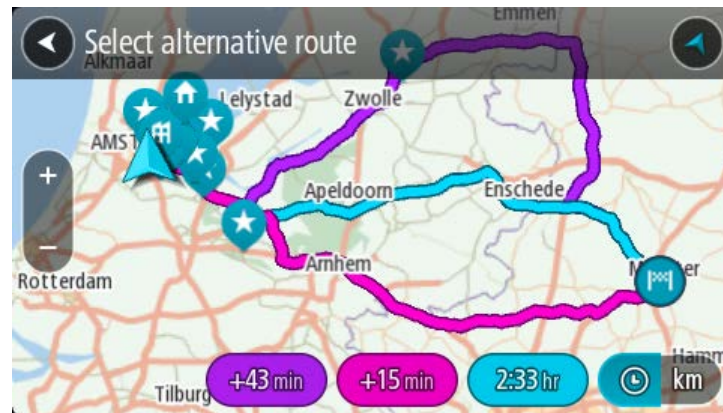 Emmen
Select alternative route
Alkmaar
Lelystad
Zwolle
+
Apeldoorn
Enschede
−
Arnhem
Rotterdam
Hamm
Tilburg
+43 min
+15 min
2:33 hr
km